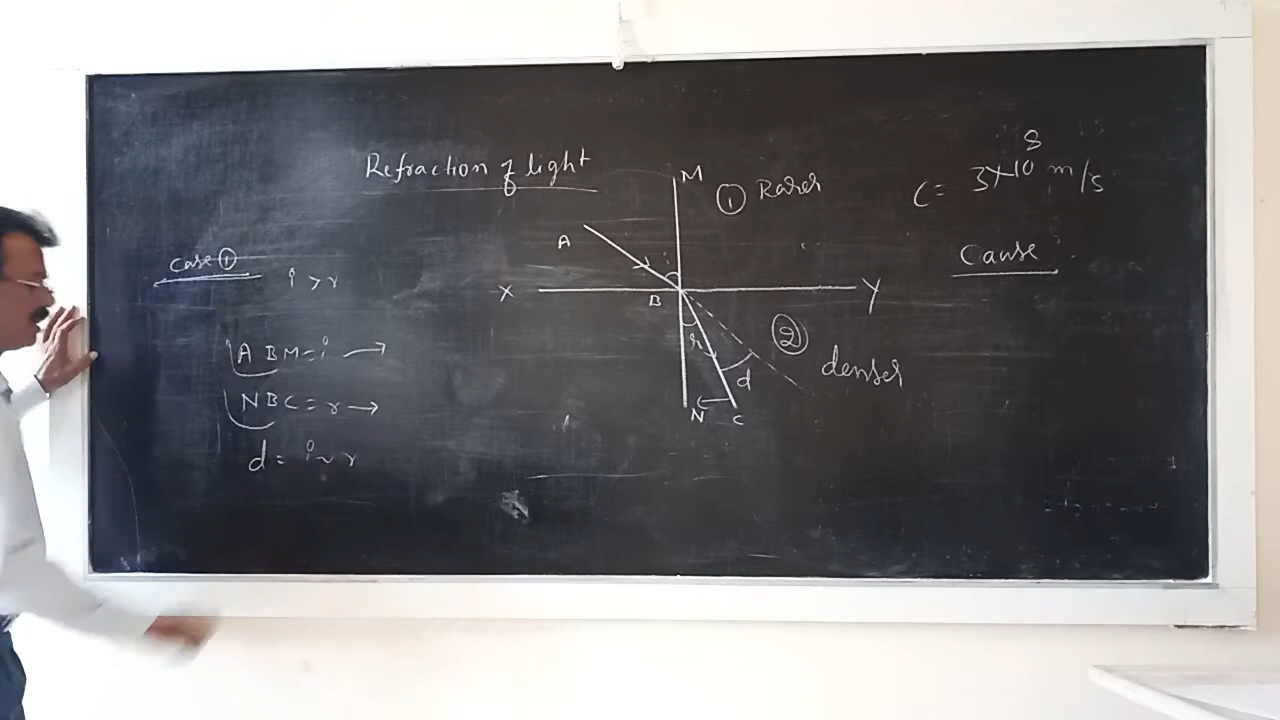 Refraction of light
Case ①
i > r
ABM = i →
NBC = r →
d = i ~ r
M
① Rarer
A
i
X
B
Y
r
② denser
d
N
C
C = 3×10⁸ m/s
Cause